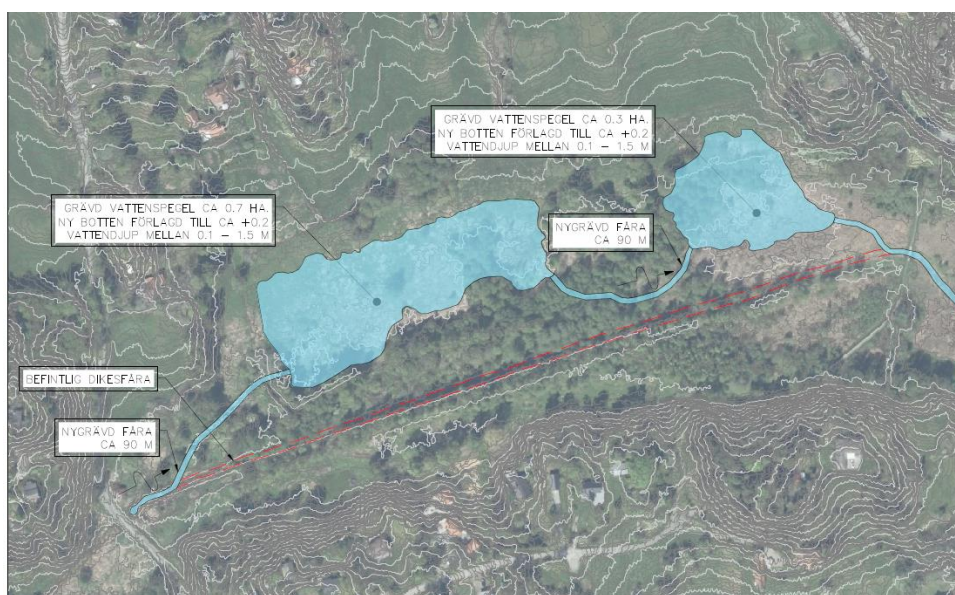 GRÄVD VATTENSPEGEL CA 0.3 HA.
NY BOTTEN FÖRLAGD TILL CA +0.2
VATTENDJUP MELLAN 0.1 - 1.5 M
GRÄVD VATTENSPEGEL CA 0.7 HA.
NY BOTTEN FÖRLAGD TILL CA +0.2
VATTENDJUP MELLAN 0.1 - 1.5 M
NYGRÄVD FÅRA
CA 90 M
BEFINTLIG DIKESFÅRA
NYGRÄVD FÅRA
CA 90 M